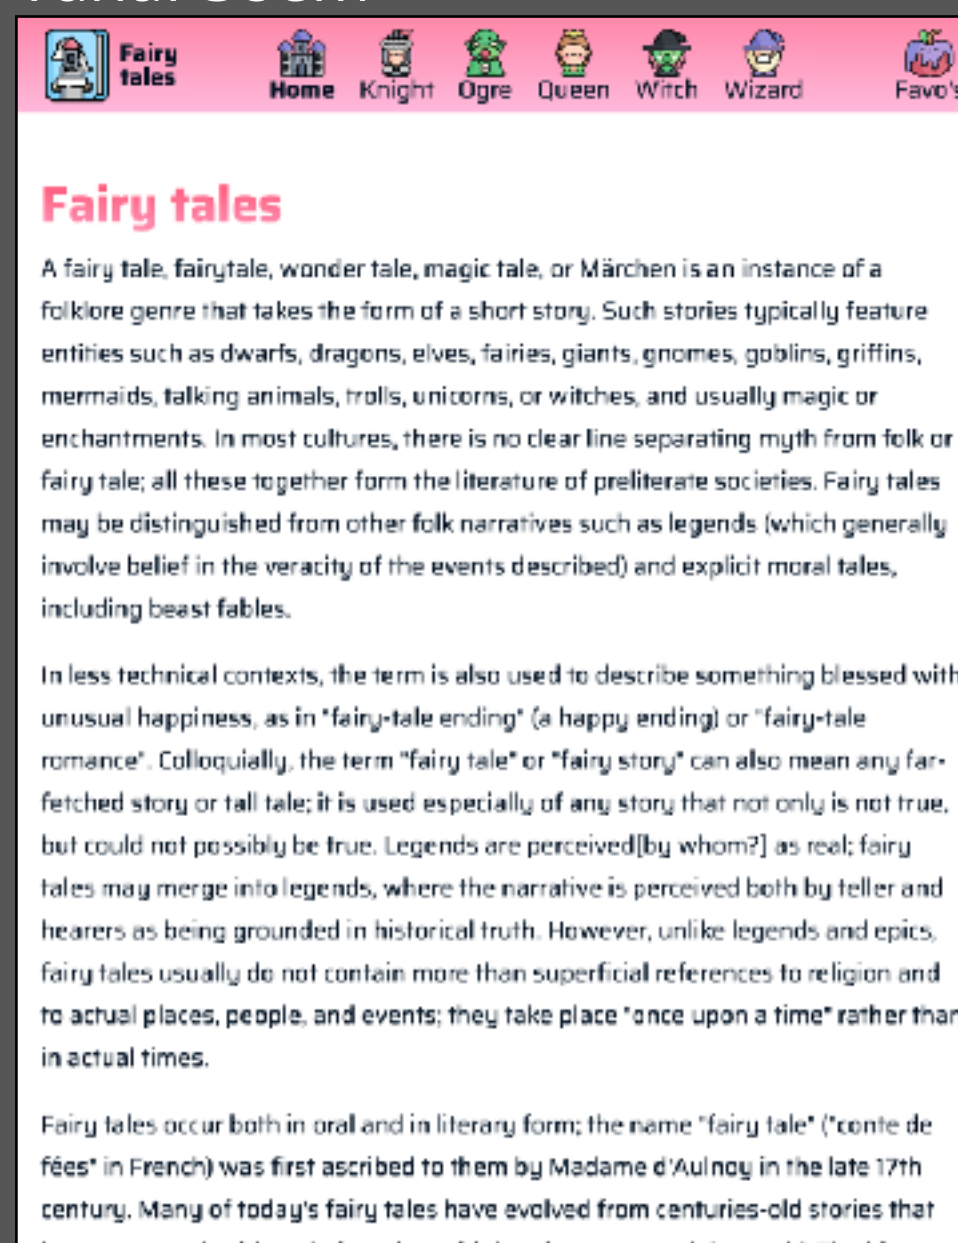 Fairy
tales
Home Knight Ogre Queen Witch Wizard Favo's
Fairy tales
A fairy tale, fairytale, wonder tale, magic tale, or Märchen is an instance of a
folklore genre that takes the form of a short story. Such stories typically feature
entities such as dwarfs, dragons, elves, fairies, giants, gnomes, goblins, griffins,
mermaids, talking animals, trolls, unicorns, or witches, and usually magic or
enchantments. In most cultures, there is no clear line separating myth from folk or
fairy tale; all these together form the literature of preliterate societies. Fairy tales
may be distinguished from other folk narratives such as legends (which generally
involve belief in the veracity of the events described) and explicit moral tales,
including beast fables.
In less technical contexts, the term is also used to describe something blessed with
unusual happiness, as in "fairy-tale ending" (a happy ending) or "fairy-tale
romance". Colloquially, the term "fairy tale" or "fairy story" can also mean any far-
fetched story or tall tale; it is used especially of any story that not only is not true,
but could not possibly be true. Legends are perceived[by whom?] as real; fairy
tales may merge into legends, where the narrative is perceived both by teller and
hearers as being grounded in historical truth. However, unlike legends and epics,
fairy tales usually do not contain more than superficial references to religion and
to actual places, people, and events; they take place "once upon a time" rather than
in actual times.
Fairy tales occur both in oral and in literary form; the name "fairy tale" ("conte de
fées" in French) was first ascribed to them by Madame d'Aulnoy in the late 17th
century. Many of today's fairy tales have evolved from centuries-old stories that